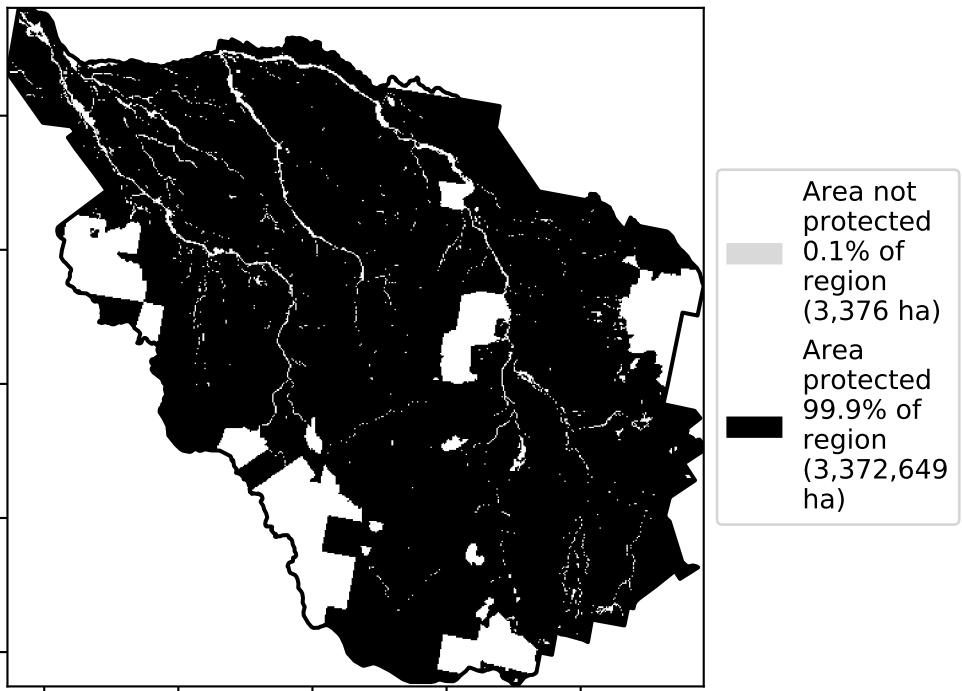 Area not
protected
0.1% of
region
(3,376 ha)
Area
protected
99.9% of
region
(3,372,649
ha)